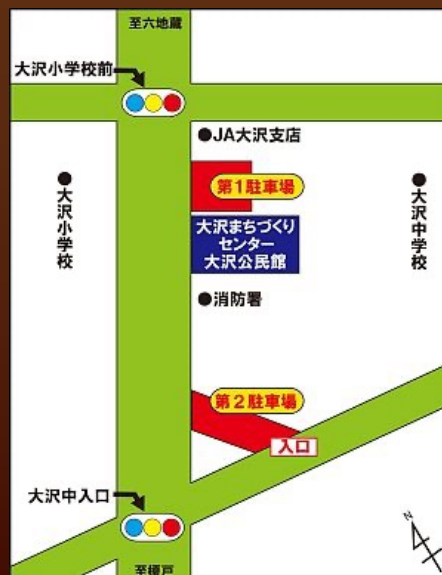 至六地蔵
大沢小学校前
●JA大沢支店
第1駐車場
●大沢小学校
大沢まちづくり
センター
大沢公民館
●大沢中学校
●消防署
第2駐車場
入口
大沢中入口
至榎戸
N